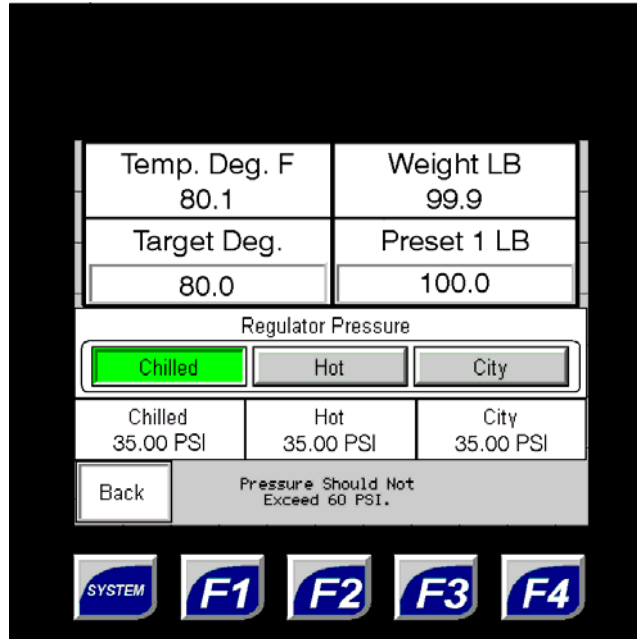 Temp. Deg. F
80.1
Weight LB
99.9
Target Deg.
80.0
Preset 1 LB
100.0
Regulator Pressure
Chilled
Hot
City
Chilled
35.00 PSI
Hot
35.00 PSI
City
35.00 PSI
Back
Pressure Should Not
Exceed 60 PSI.
SYSTEM
F1
F2
F3
F4